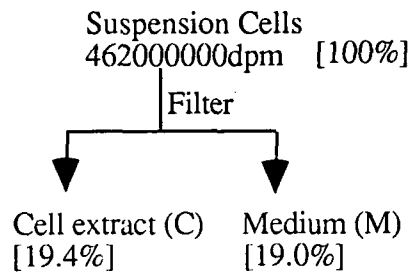 Suspension Cells
462000000dpm [100%]
Filter
Cell extract (C) Medium (M)
[19.4%] [19.0%]